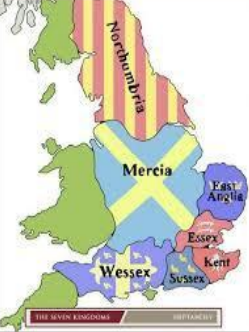 Northumbria
Mercia
East
Anglia
Essex
Kent
Wessex
Sussex
THE SEVEN KINGDOMS
HEPTARCHY